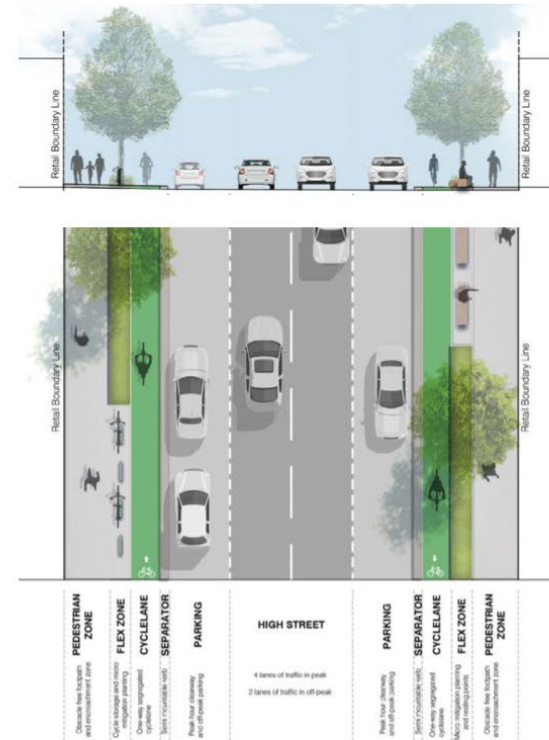 Retail Boundary Line
Retail Boundary Line
Retail Boundary Line
Retail Boundary Line
PEDESTRIAN
ZONE
Obstacle free footpath
and encroachment zone
FLEX ZONE
Cycle storage and micro
mitigation planting
CYCLELANE
One-way segregated
cyclelane
SEPARATOR
Semi mountable kerb
PARKING
Peak hour clearway
and off-peak parking
HIGH STREET
4 lanes of traffic in peak
2 lanes of traffic in off-peak
PARKING
Peak hour clearway
and off-peak parking
SEPARATOR
Semi mountable kerb
CYCLELANE
One-way segregated
cyclelane
FLEX ZONE
Micro mitigation planting
and resting points
PEDESTRIAN
ZONE
Obstacle free footpath
and encroachment zone